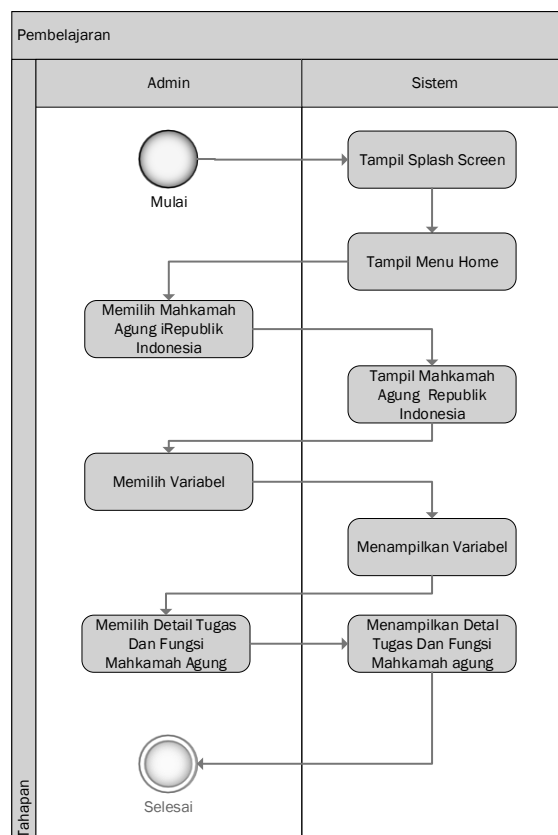 Pembelajaran
Admin
Sistem
Tampil Splash Screen
Mulai
Tampil Menu Home
Memilih Mahkamah
Agung iRepublik
Indonesia
Tampil Mahkamah
Agung Republik
Indonesia
Memilih Variabel
Menampilkan Variabel
Memilih Detail Tugas
Dan Fungsi
Mahkamah Agung
Menampilkan Detal
Tugas Dan Fungsi
Mahkamah agung
Selesai
Tahapan